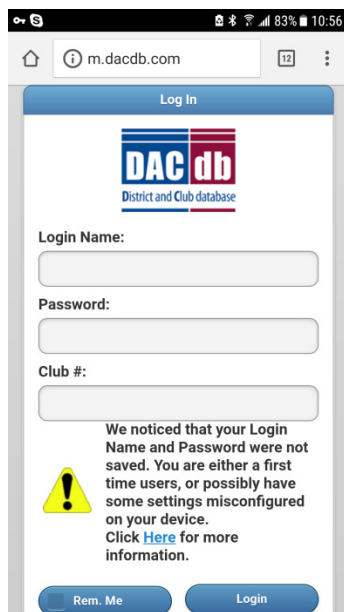 83% 10:56
m.dacdb.com 12
Log In
DAC db
District and Club database
Login Name:
Password:
Club #:
We noticed that your Login
Name and Password were not
saved. You are either a first
time users, or possibly have
some settings misconfigured
on your device.
Click Here for more
information.
Rem. Me Login